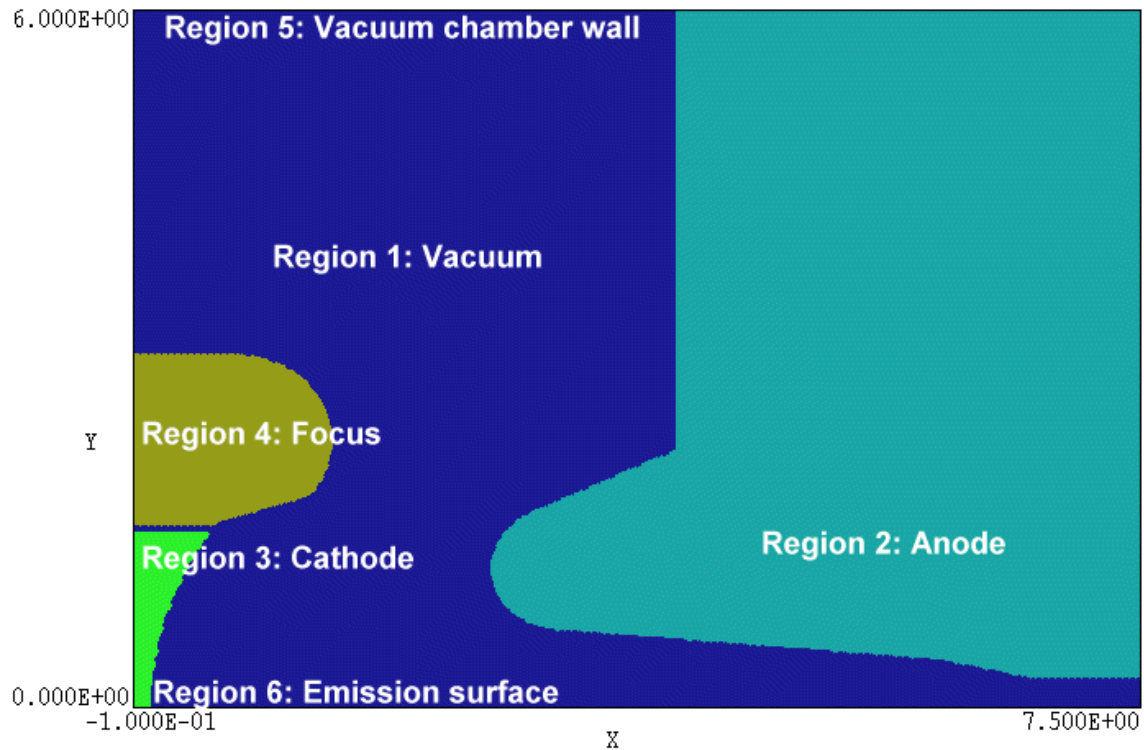 6.000E+00
Region 5: Vacuum chamber wall
Region 1: Vacuum
Region 4: Focus
Y
Region 2: Anode
Region 3: Cathode
Region 6: Emission surface
0.000E+00
-1.000E-01
7.500E+00
X